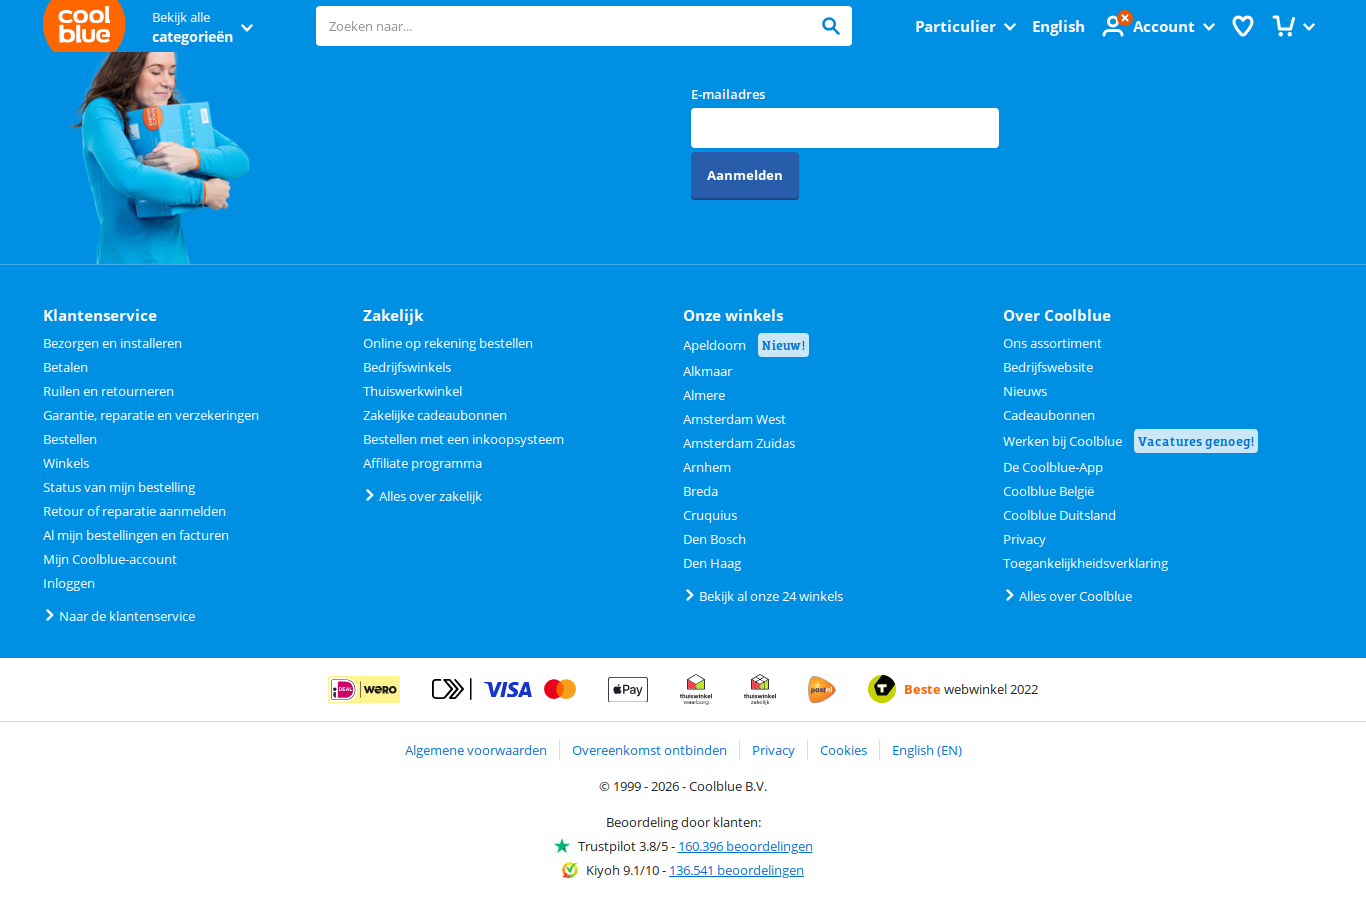 cool
blue
Bekijk alle
categorieën
Zoeken naar...
Particulier
English
Account
E-mailadres
Aanmelden
Klantenservice
Bezorgen en installeren
Betalen
Ruilen en retourneren
Garantie, reparatie en verzekeringen
Bestellen
Winkels
Status van mijn bestelling
Retour of reparatie aanmelden
Al mijn bestellingen en facturen
Mijn Coolblue-account
Inloggen
Naar de klantenservice
Zakelijk
Online op rekening bestellen
Bedrijfswinkels
Thuiswerkwinkel
Zakelijke cadeaubonnen
Bestellen met een inkoopsysteem
Affiliate programma
Alles over zakelijk
Onze winkels
Apeldoorn Nieuw!
Alkmaar
Almere
Amsterdam West
Amsterdam Zuidas
Arnhem
Breda
Cruquius
Den Bosch
Den Haag
Bekijk al onze 24 winkels
Over Coolblue
Ons assortiment
Bedrijfswebsite
Nieuws
Cadeaubonnen
Werken bij Coolblue Vacatures genoeg!
De Coolblue-App
Coolblue België
Coolblue Duitsland
Privacy
Toegankelijkheidsverklaring
Alles over Coolblue
iDEAL wero VISA Pay thuiswinkel waarborg thuiswinkel zakelijk postnl T Beste webwinkel 2022
Algemene voorwaarden Overeenkomst ontbinden Privacy Cookies English (EN)
© 1999 - 2026 - Coolblue B.V.
Beoordeling door klanten:
Trustpilot 3.8/5 - 160.396 beoordelingen
Kiyoh 9.1/10 - 136.541 beoordelingen